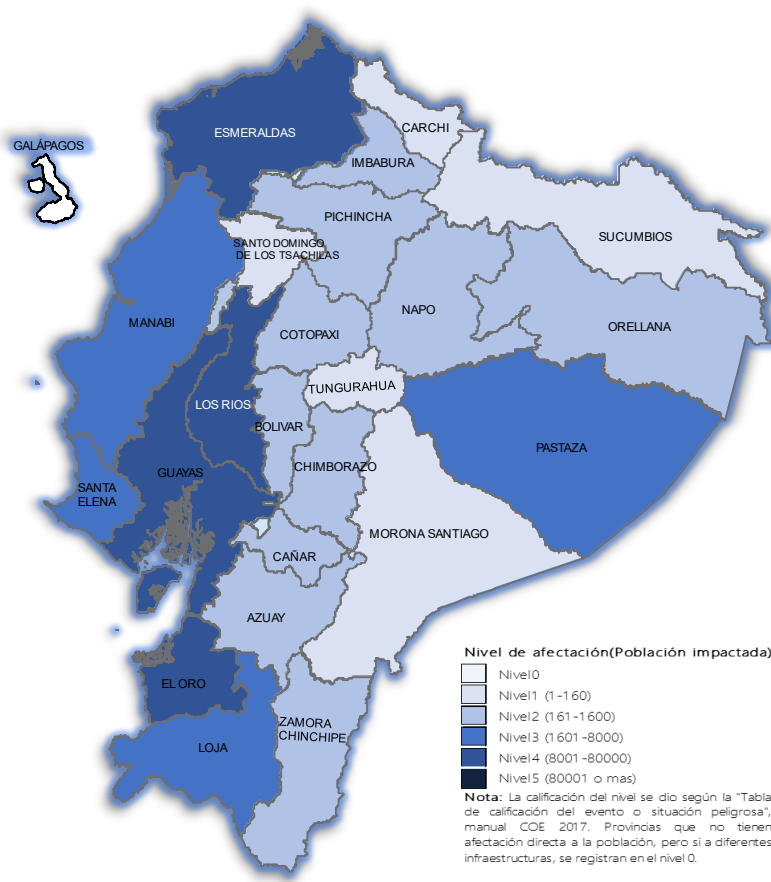 ESMERALDAS
CARCHI
GALÁPAGOS
IMBABURA
PICHINCHA
SUCUMBIOS
SANTO DOMINGO
DE LOS TSACHILAS
NAPO
MANABI
ORELLANA
COTOPAXI
TUNGURAHUA
LOS RIOS
BOLIVAR
PASTAZA
CHIMBORAZO
GUAYAS
SANTA
ELENA
MORONA SANTIAGO
CAÑAR
AZUAY
EL ORO
ZAMORA
CHINCHIPE
LOJA
Nivel de afectación(Población impactada)
Nivel0
Nivel1 (1-160)
Nivel2 (161-1600)
Nivel3 (1601-8000)
Nivel4 (8001-80000)
Nivel5 (80001 o mas)
Nota: La calificación del nivel se dio según la "Tabla
de calificación del evento o situación peligrosa",
manual COE 2017. Provincias que no tienen
afectación directa a la población, pero si a diferentes
infraestructuras, se registran en el nivel 0.